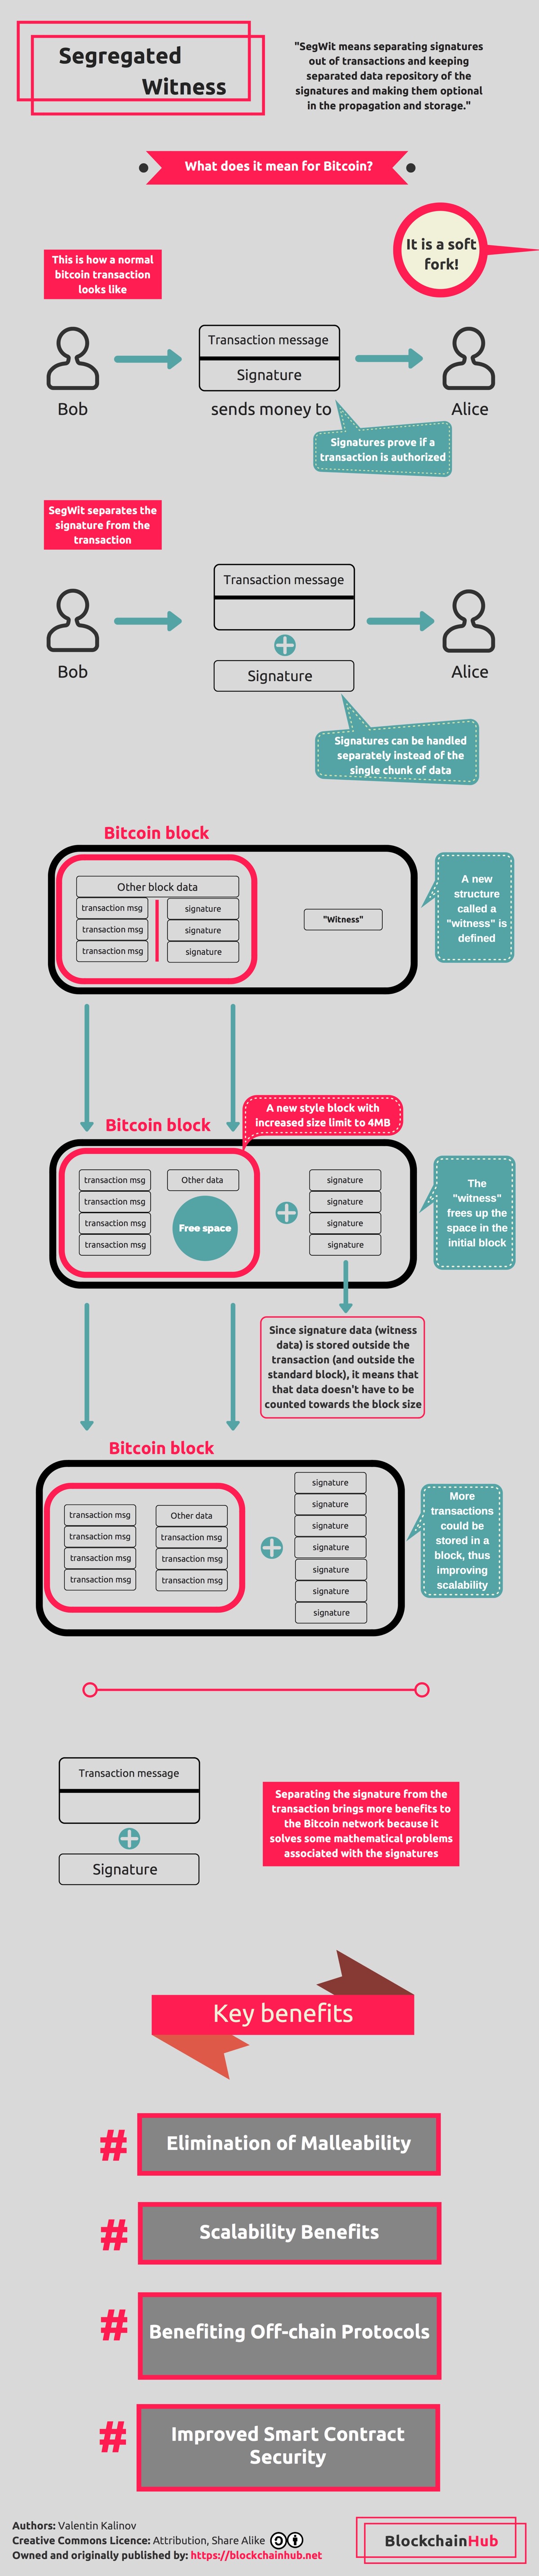 Segregated
Witness
"SegWit means separating signatures
out of transactions and keeping
separated data repository of the
signatures and making them optional
in the propagation and storage."
What does it mean for Bitcoin?
It is a soft
fork!
This is how a normal
bitcoin transaction
looks like
Transaction message
Signature
Bob
sends money to
Alice
Signatures prove if a
transaction is authorized
SegWit separates the
signature from the
transaction
Transaction message
Signature
Bob
Alice
Signatures can be handled
separately instead of the
single chunk of data
Bitcoin block
Other block data
transaction msg
signature
transaction msg
signature
transaction msg
signature
"Witness"
A new
structure
called a
"witness" is
defined
A new style block with
increased size limit to 4MB
Bitcoin block
transaction msg
transaction msg
transaction msg
transaction msg
Other data
Free space
signature
signature
signature
signature
The
"witness"
frees up the
space in the
initial block
Since signature data (witness
data) is stored outside the
transaction (and outside the
standard block), it means that
that data doesn't have to be
counted towards the block size
Bitcoin block
transaction msg
transaction msg
transaction msg
transaction msg
Other data
transaction msg
transaction msg
transaction msg
signature
signature
signature
signature
signature
signature
signature
More
transactions
could be
stored in a
block, thus
improving
scalability
Transaction message
Signature
Separating the signature from the
transaction brings more benefits to
the Bitcoin network because it
solves some mathematical problems
associated with the signatures
Key benefits
# Elimination of Malleability
# Scalability Benefits
# Benefiting Off-chain Protocols
# Improved Smart Contract
Security
Authors: Valentin Kalinov
Creative Commons Licence: Attribution, Share Alike
Owned and originally published by: https://blockchainhub.net
BlockchainHub